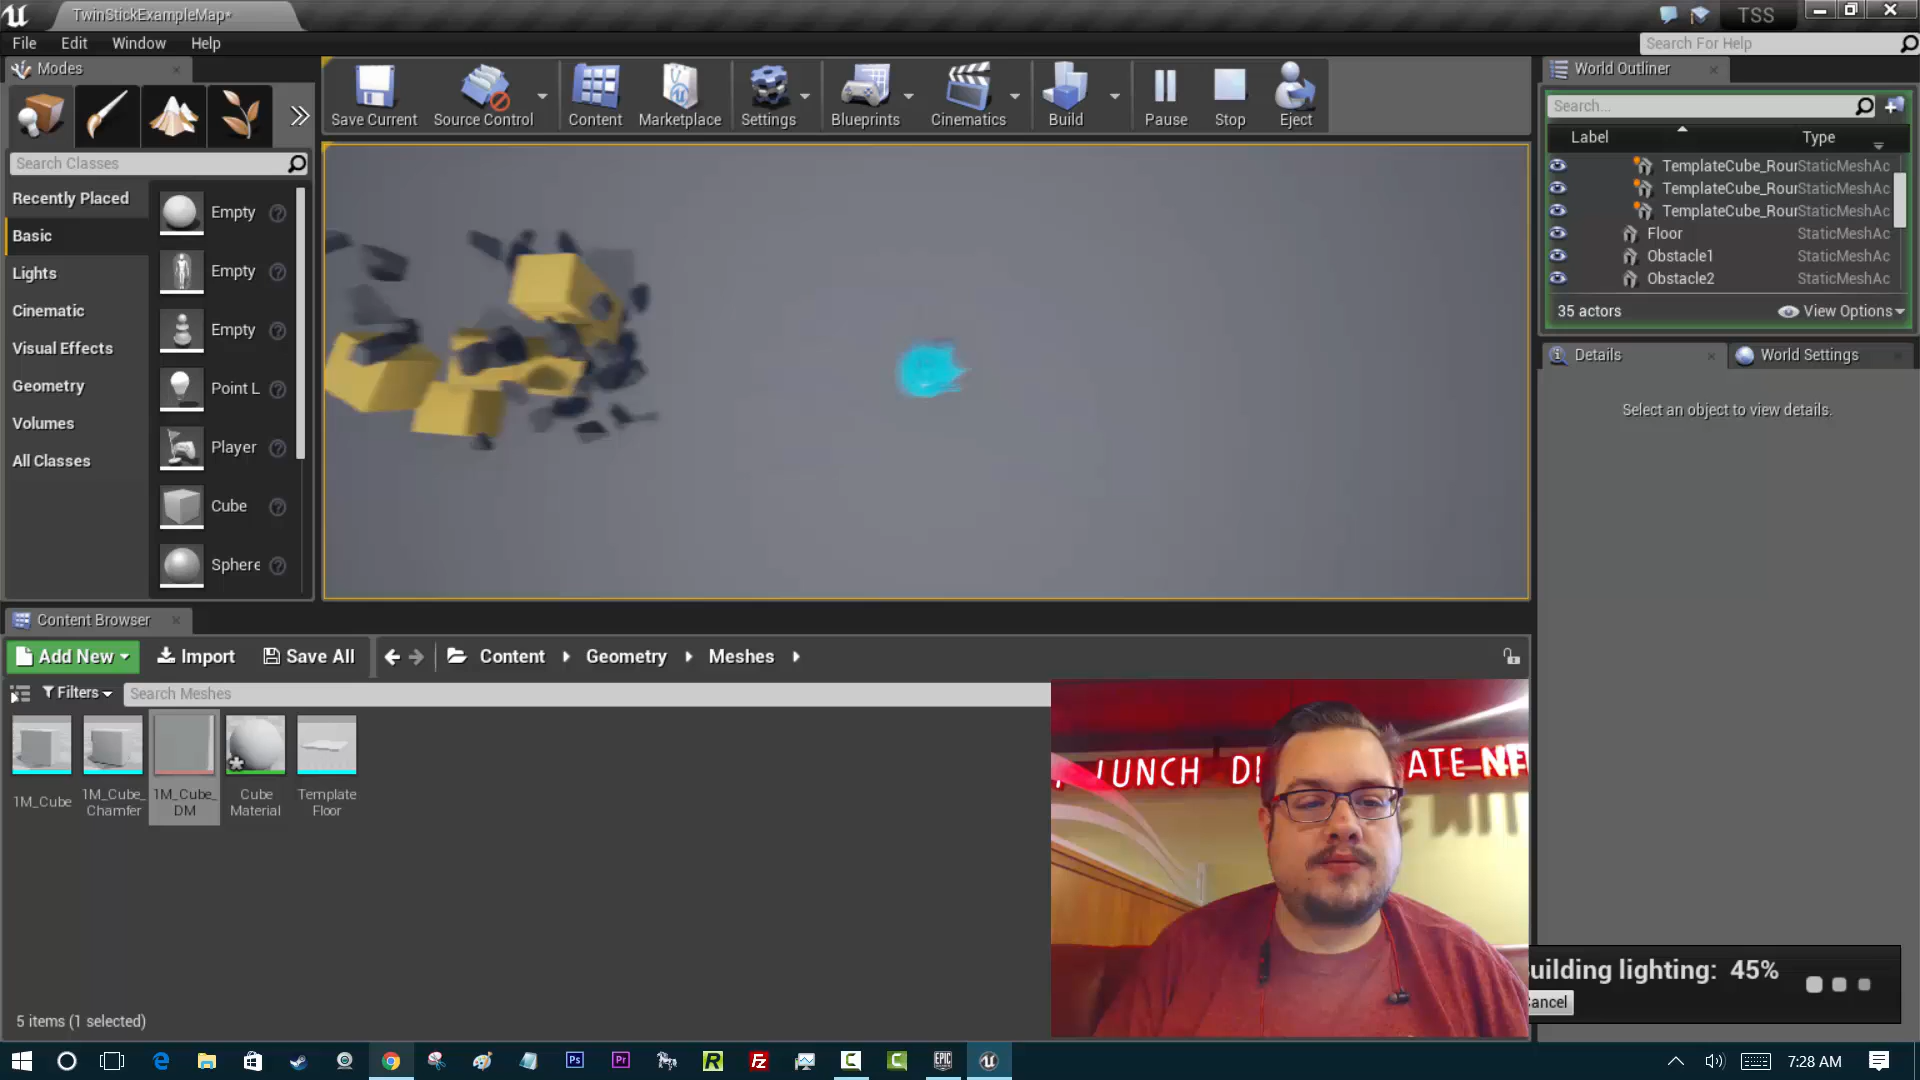 TwinStickExampleMap*
TSS
File Edit Window Help
Search For Help
Modes
Search Classes
Recently Placed
Basic
Lights
Cinematic
Visual Effects
Geometry
Volumes
All Classes
Empty
Empty
Empty
Point L
Player
Cube
Sphere
Save Current
Source Control
Content
Marketplace
Settings
Blueprints
Cinematics
Build
Pause
Stop
Eject
World Outliner
Search...
Label Type
TemplateCube_Rour StaticMeshAc
TemplateCube_Rour StaticMeshAc
TemplateCube_Rour StaticMeshAc
Floor StaticMeshAc
Obstacle1 StaticMeshAc
Obstacle2 StaticMeshAc
35 actors View Options
Details World Settings
Select an object to view details.
Content Browser
Add New Import Save All Content Geometry Meshes
Filters Search Meshes
1M_Cube
1M_Cube_
Chamfer
1M_Cube_
DM
Cube
Material
Template
Floor
5 items (1 selected)
LUNCH DI ATE-NE
uilding lighting: 45%
ancel
7:28 AM